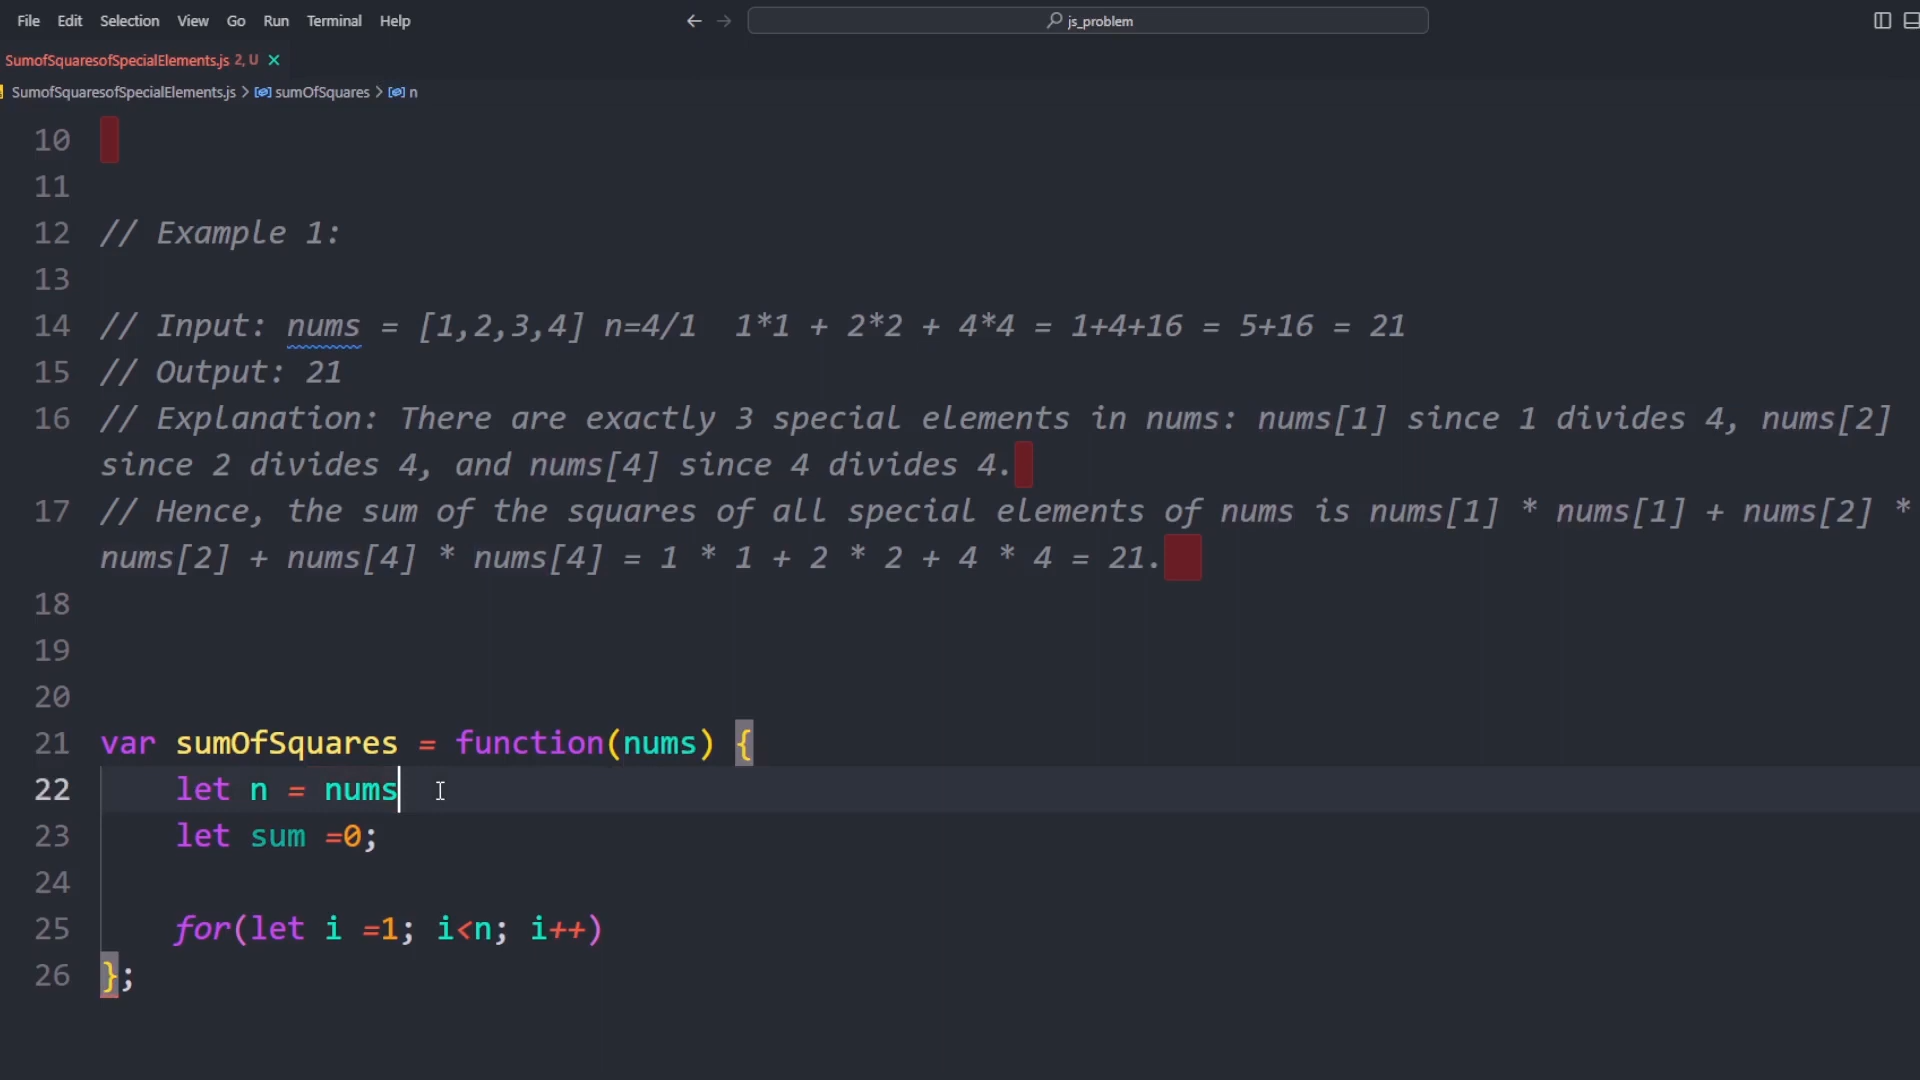 File Edit Selection View Go Run Terminal Help
js_problem
SumofSquaresofSpecialElements.js 2, U
SumofSquaresofSpecialElements.js > sumOfSquares > n
10
11
12 // Example 1:
13
14 // Input: nums = [1,2,3,4] n=4/1 1*1 + 2*2 + 4*4 = 1+4+16 = 5+16 = 21
15 // Output: 21
16 // Explanation: There are exactly 3 special elements in nums: nums[1] since 1 divides 4, nums[2]
since 2 divides 4, and nums[4] since 4 divides 4.
17 // Hence, the sum of the squares of all special elements of nums is nums[1] * nums[1] + nums[2] *
nums[2] + nums[4] * nums[4] = 1 * 1 + 2 * 2 + 4 * 4 = 21.
18
19
20
21 var sumOfSquares = function(nums) {
22 let n = nums
23 let sum =0;
24
25 for(let i =1; i<n; i++)
26 };